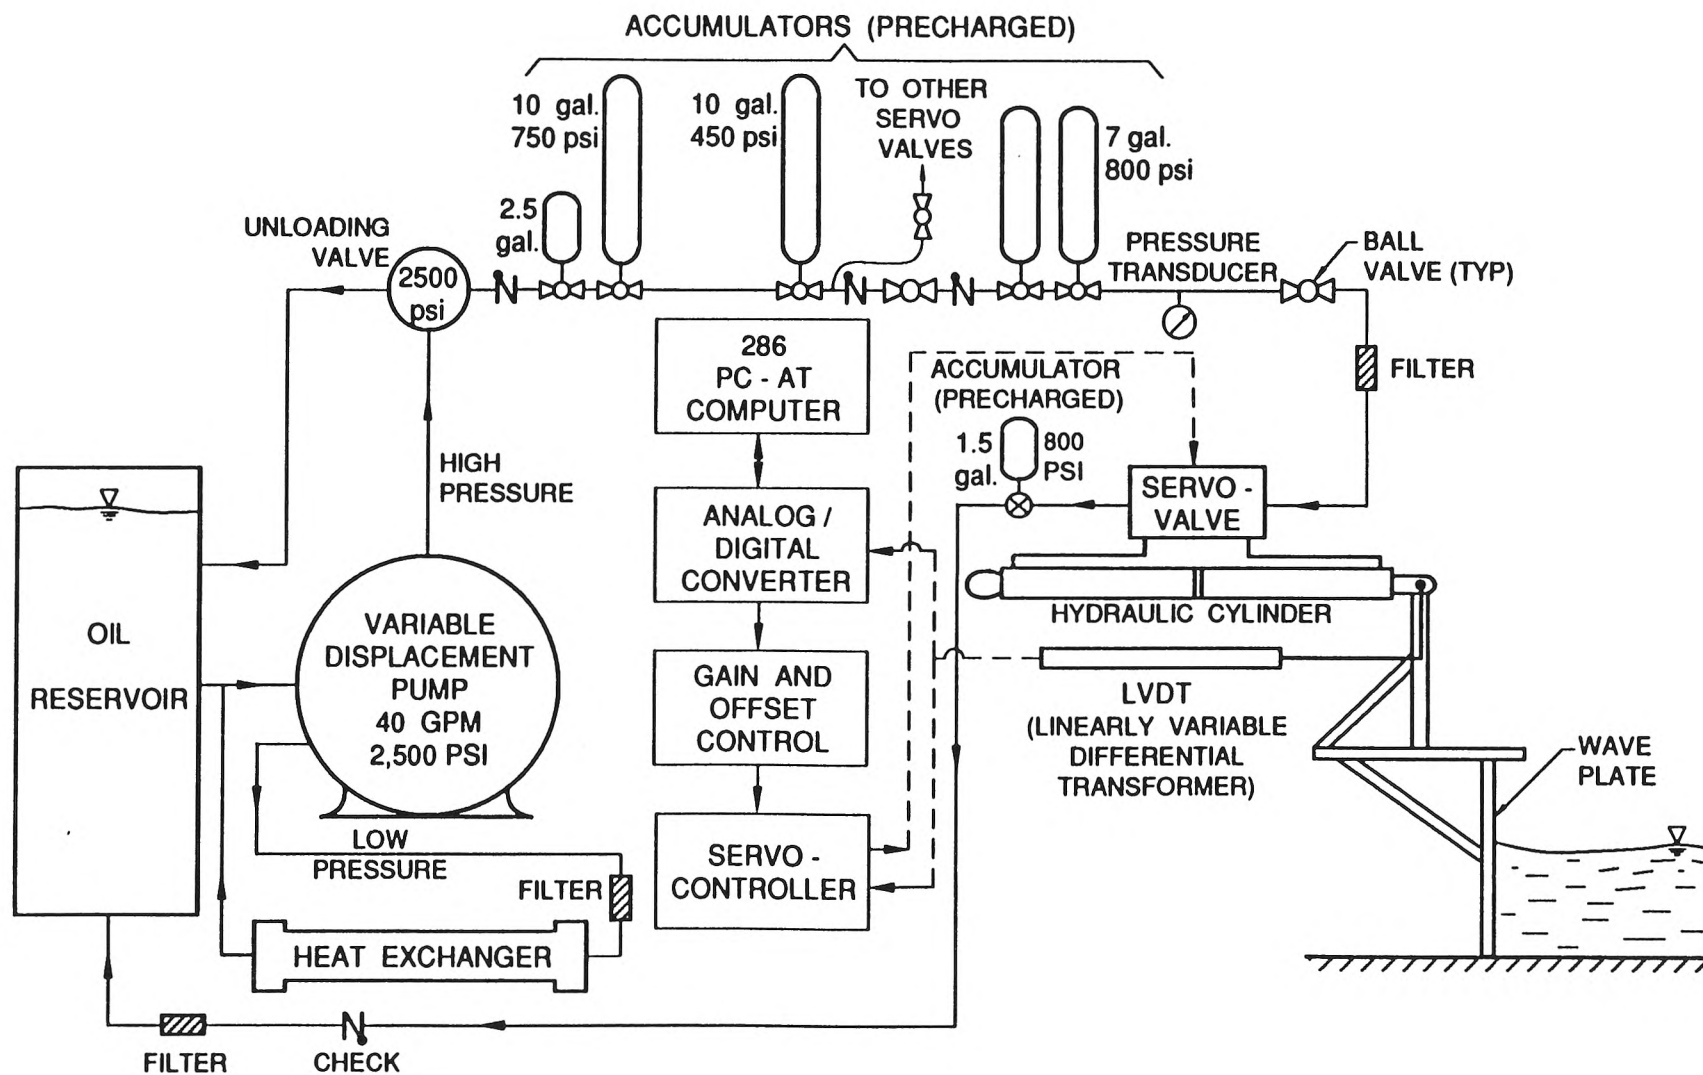 ACCUMULATORS (PRECHARGED)
10 gal.
750 psi
10 gal.
450 psi
TO OTHER
SERVO
VALVES
7 gal.
800 psi
2.5
gal.
UNLOADING
VALVE
2500
psi
PRESSURE
TRANSDUCER
BALL
VALVE (TYP)
286
PC - AT
COMPUTER
ACCUMULATOR
(PRECHARGED)
FILTER
1.5
gal.
800
PSI
HIGH
PRESSURE
SERVO -
VALVE
ANALOG /
DIGITAL
CONVERTER
HYDRAULIC CYLINDER
OIL
RESERVOIR
VARIABLE
DISPLACEMENT
PUMP
40 GPM
2,500 PSI
GAIN AND
OFFSET
CONTROL
LVDT
(LINEARLY VARIABLE
DIFFERENTIAL
TRANSFORMER)
WAVE
PLATE
LOW
PRESSURE
FILTER
SERVO -
CONTROLLER
HEAT EXCHANGER
FILTER
CHECK